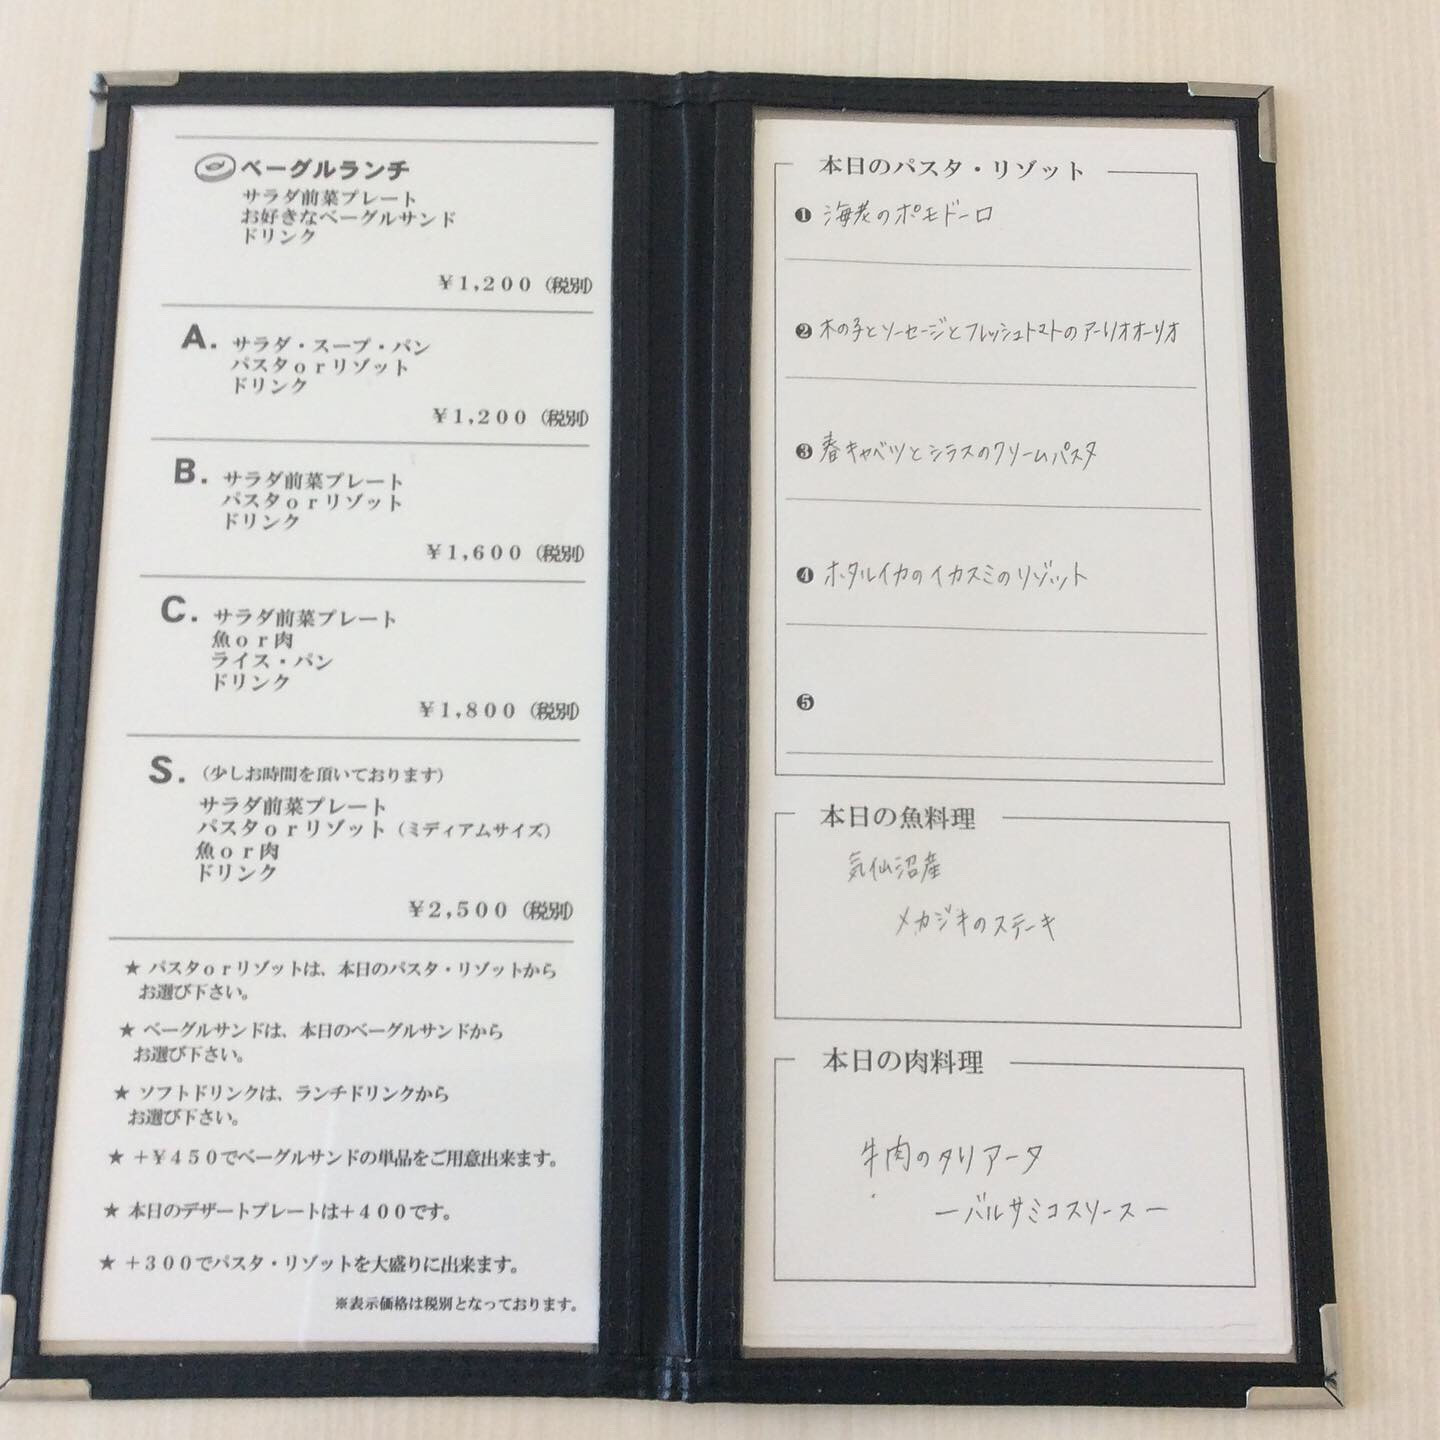 ベーグルランチ
サラダ前菜プレート
お好きなベーグルサンド
ドリンク
￥1,200（税別）
A.
サラダ・スープ・パン
パスタorリゾット
ドリンク
￥1,200（税別）
B.
サラダ前菜プレート
パスタorリゾット
ドリンク
￥1,600（税別）
C.
サラダ前菜プレート
魚or肉
ライス・パン
ドリンク
￥1,800（税別）
S.（少しお時間を頂いております）
サラダ前菜プレート
パスタorリゾット（ミディアムサイズ）
魚or肉
ドリンク
￥2,500（税別）
★ パスタorリゾットは、本日のパスタ・リゾットから
お選び下さい。
★ ベーグルサンドは、本日のベーグルサンドから
お選び下さい。
★ ソフトドリンクは、ランチドリンクから
お選び下さい。
★ ＋￥450でベーグルサンドの単品をご用意出来ます。
★ 本日のデザートプレートは＋400です。
★ ＋300でパスタ・リゾットを大盛りに出来ます。
※表示価格は税別となっております。
本日のパスタ・リゾット
❶ 海老のポモドーロ
❷ 木の子とソーセージとフレッシュトマトのアーリオオーリオ
❸ 春キャベツとシラスのクリームパスタ
❹ ホタルイカのイカスミのリゾット
❺
本日の魚料理
気仙沼産
メカジキのステーキ
本日の肉料理
牛肉のタリアータ
ーバルサミコスソースー